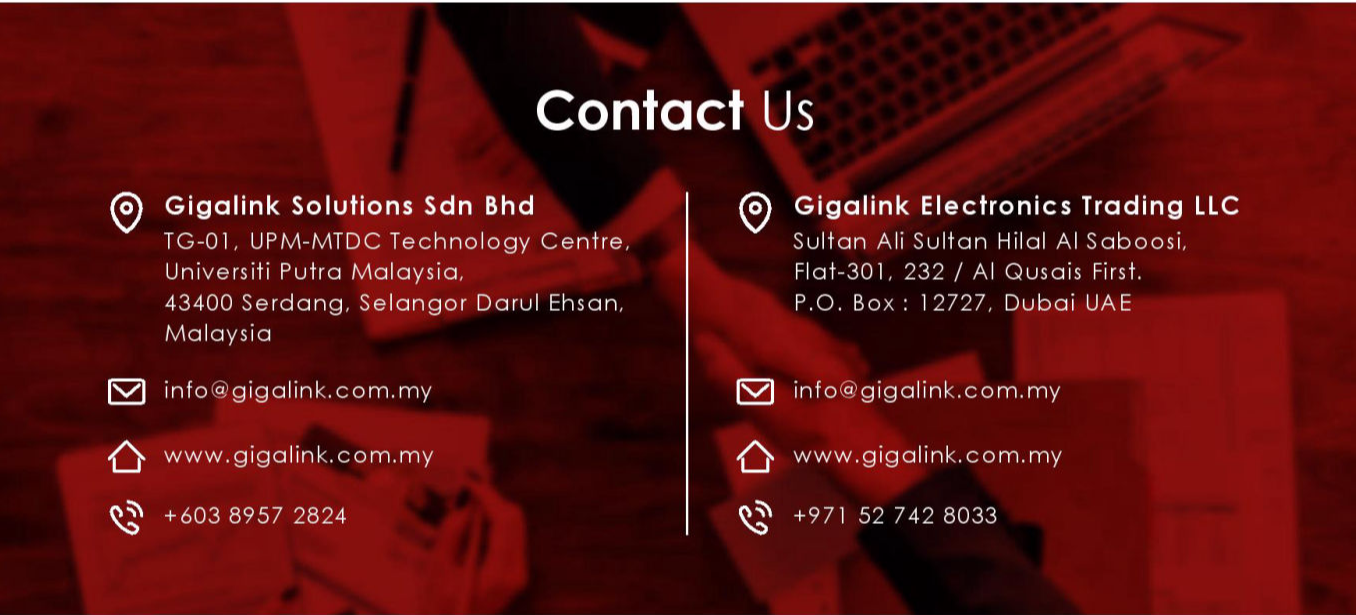 Contact Us
Gigalink Solutions Sdn Bhd
TG-01, UPM-MTDC Technology Centre,
Universiti Putra Malaysia,
43400 Serdang, Selangor Darul Ehsan,
Malaysia
info@gigalink.com.my
www.gigalink.com.my
+603 8957 2824
Gigalink Electronics Trading LLC
Sultan Ali Sultan Hilal Al Saboosi,
Flat-301, 232 / Al Qusais First.
P.O. Box : 12727, Dubai UAE
info@gigalink.com.my
www.gigalink.com.my
+971 52 742 8033